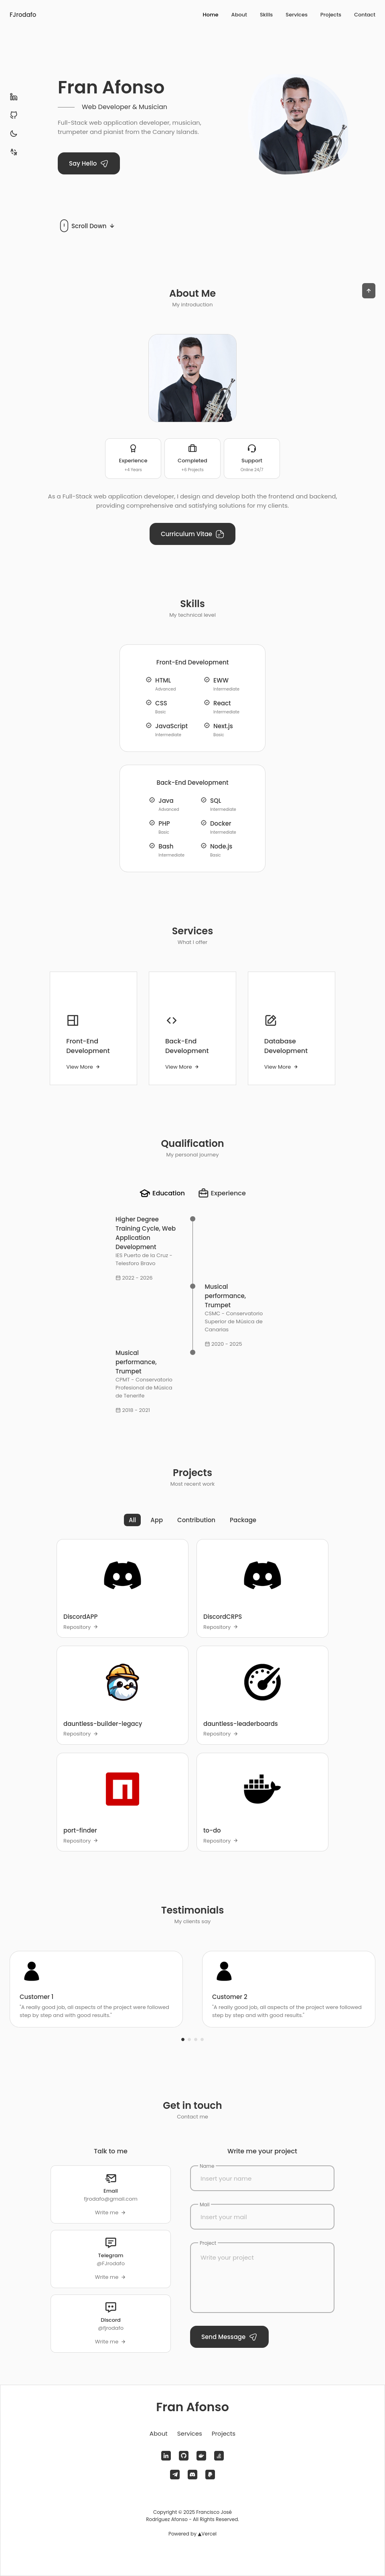 FJrodafo
Home About Skills Services Projects Contact
Fran Afonso
Web Developer & Musician
Full-Stack web application developer, musician,
trumpeter and pianist from the Canary Islands.
Say Hello
Scroll Down
About Me
My introduction
Experience
+4 Years
Completed
+9 Projects
Support
Online 24/7
As a Full-Stack web application developer, I design and develop both the frontend and backend,
providing comprehensive and satisfying solutions for my clients.
Curriculum Vitae
Skills
My technical level
Front-End Development
HTML
Advanced
EWW
Intermediate
CSS
Basic
React
Intermediate
JavaScript
Intermediate
Next.js
Basic
Back-End Development
Java
Advanced
SQL
Intermediate
PHP
Basic
Docker
Intermediate
Bash
Intermediate
Node.js
Basic
Services
What I offer
Front-End
Development
View More
Back-End
Development
View More
Database
Development
View More
Qualification
My personal journey
Education
Experience
Higher Degree
Training Cycle, Web
Application
Development
IES Puerto de la Cruz -
Telesforo Bravo
2022 - 2026
Musical
performance,
Trumpet
CSMC - Conservatorio
Superior de Música de
Canarias
2020 - 2025
Musical
performance,
Trumpet
CPMT - Conservatorio
Profesional de Música
de Tenerife
2018 - 2021
Projects
Most recent work
All App Contribution Package
DiscordAPP
Repository
DiscordCRPS
Repository
dauntless-builder-legacy
Repository
dauntless-leaderboards
Repository
port-finder
Repository
to-do
Repository
Testimonials
My clients say
Customer 1
"A really good job, all aspects of the project were followed
step by step and with good results."
Customer 2
"A really good job, all aspects of the project were followed
step by step and with good results."
Get in touch
Contact me
Talk to me
Email
fjrodafo@gmail.com
Write me
Telegram
@FJrodafo
Write me
Discord
@fjrodafo
Write me
Write me your project
Name
Insert your name
Mail
Insert your mail
Project
Write your project
Send Message
Fran Afonso
About Services Projects
Copyright © 2025 Francisco José
Rodríguez Afonso - All Rights Reserved.
Powered by ▲Vercel